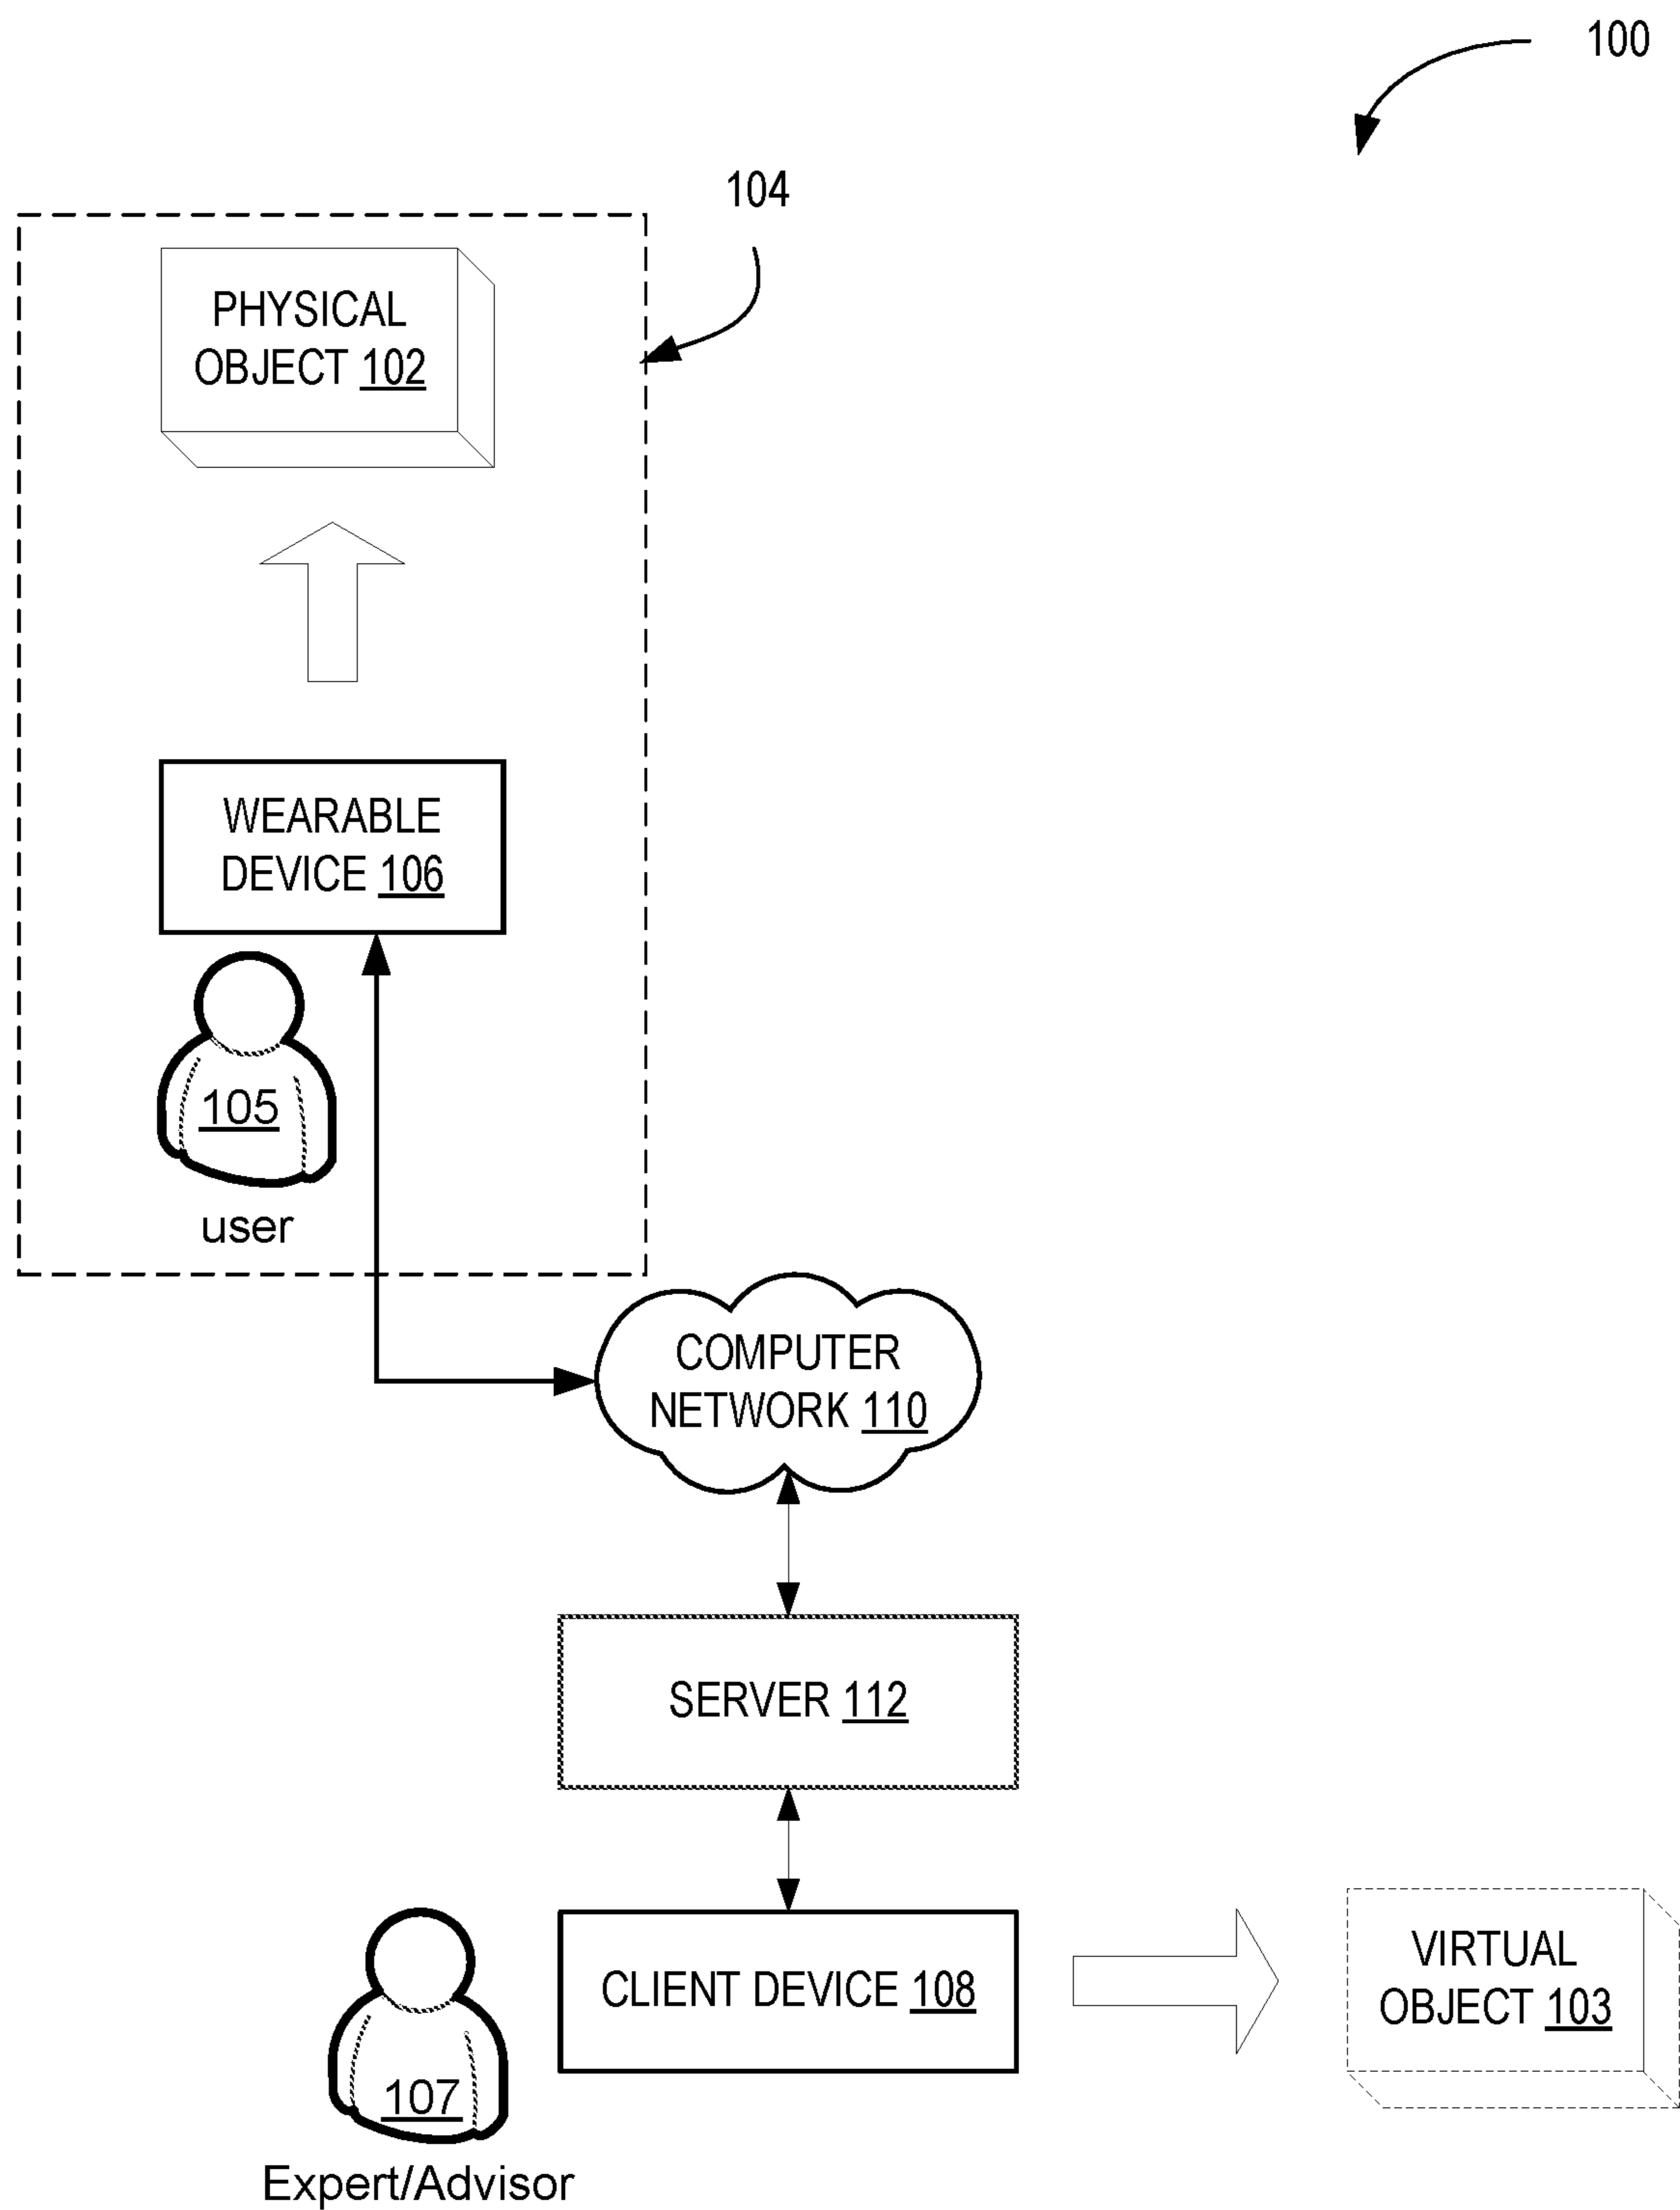 100
104
PHYSICAL
OBJECT 102
WEARABLE
DEVICE 106
105
user
COMPUTER
NETWORK 110
SERVER 112
CLIENT DEVICE 108
VIRTUAL
OBJECT 103
107
Expert/Advisor